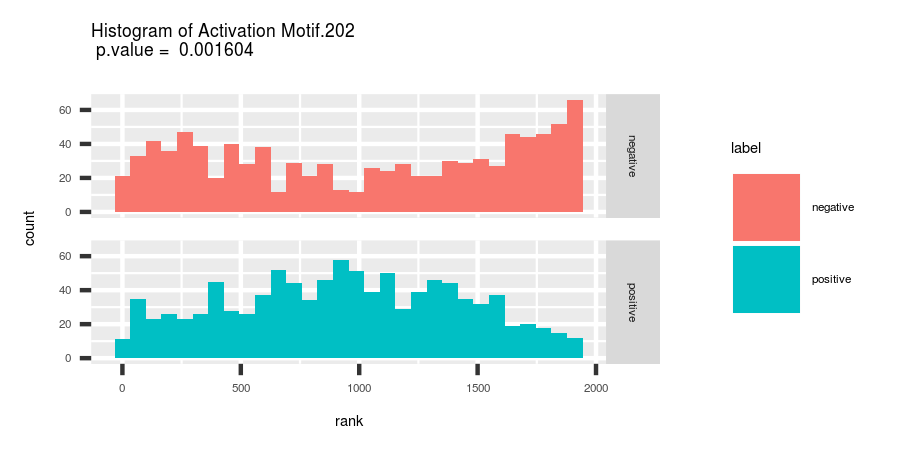 Histogram of Activation Motif.202
p.value =  0.001604
count
60
40
20
0
negative
60
40
20
0
positive
0
500
1000
1500
2000
rank
label
negative
positive